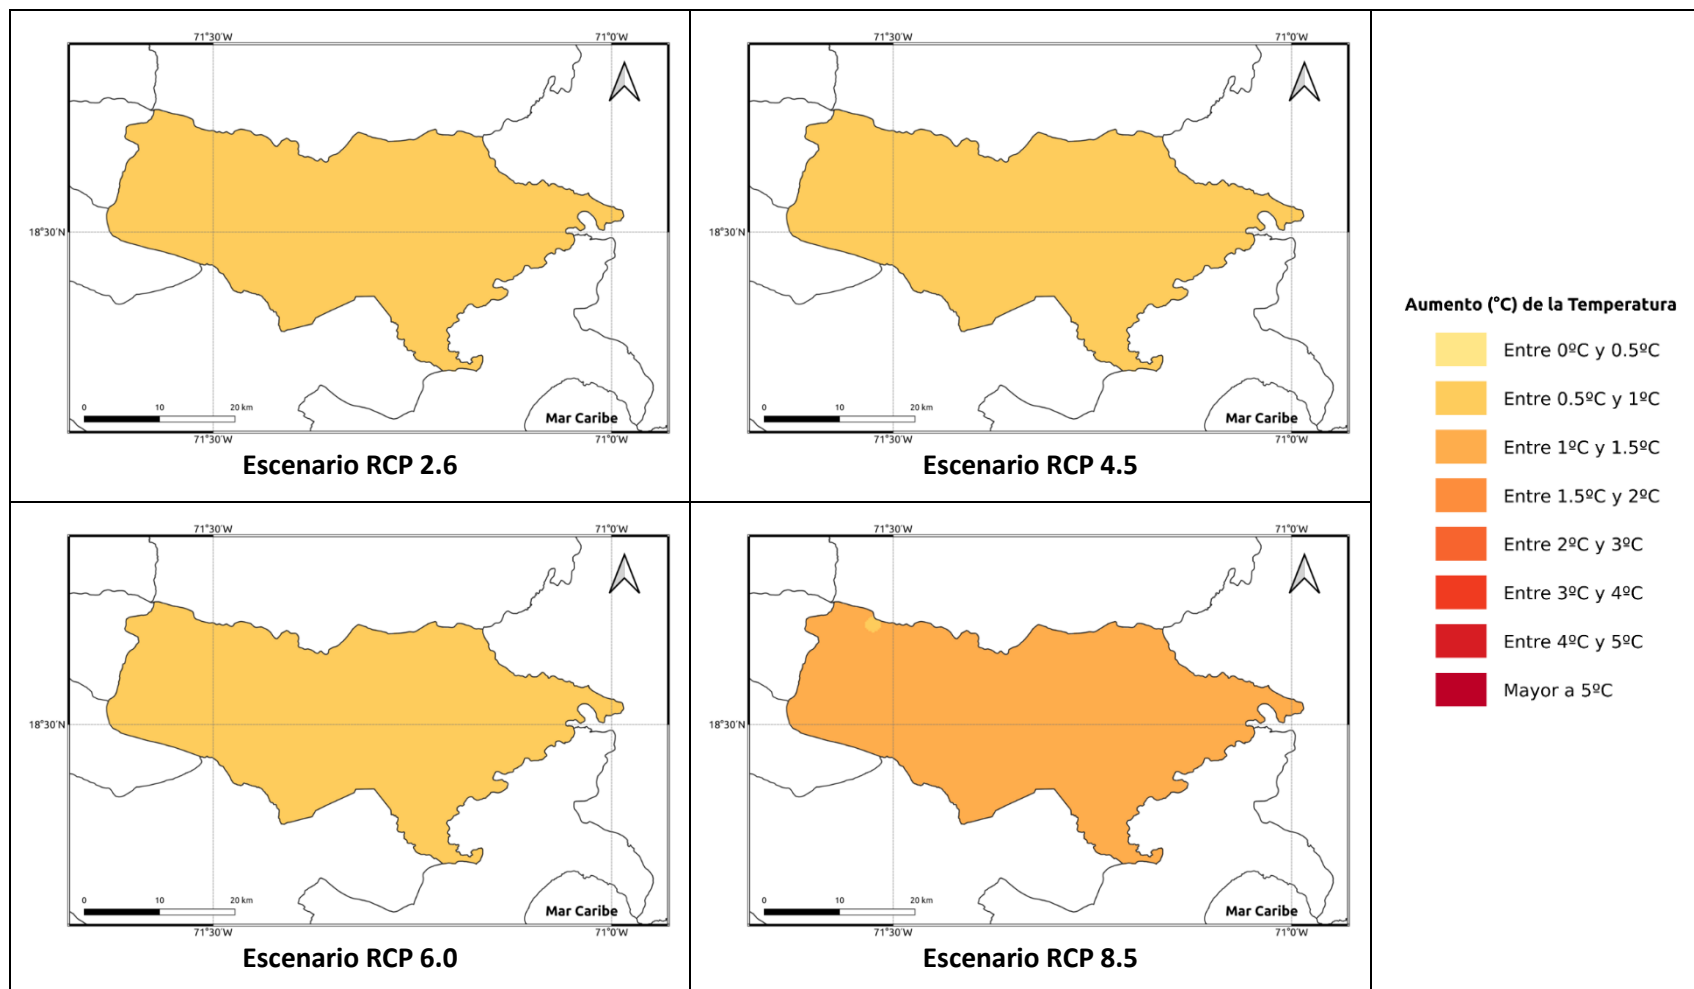 71°30'W 71°0'W
18°30'N
0 10 20 km
Mar Caribe
71°30'W 71°0'W
Escenario RCP 2.6
71°30'W 71°0'W
18°30'N
0 10 20 km
Mar Caribe
71°30'W 71°0'W
Escenario RCP 4.5
71°30'W 71°0'W
18°30'N
0 10 20 km
Mar Caribe
71°30'W 71°0'W
Escenario RCP 6.0
71°30'W 71°0'W
18°30'N
0 10 20 km
Mar Caribe
71°30'W 71°0'W
Escenario RCP 8.5
Aumento (°C) de la Temperatura
Entre 0ºC y 0.5ºC
Entre 0.5ºC y 1ºC
Entre 1ºC y 1.5ºC
Entre 1.5ºC y 2ºC
Entre 2ºC y 3ºC
Entre 3ºC y 4ºC
Entre 4ºC y 5ºC
Mayor a 5ºC